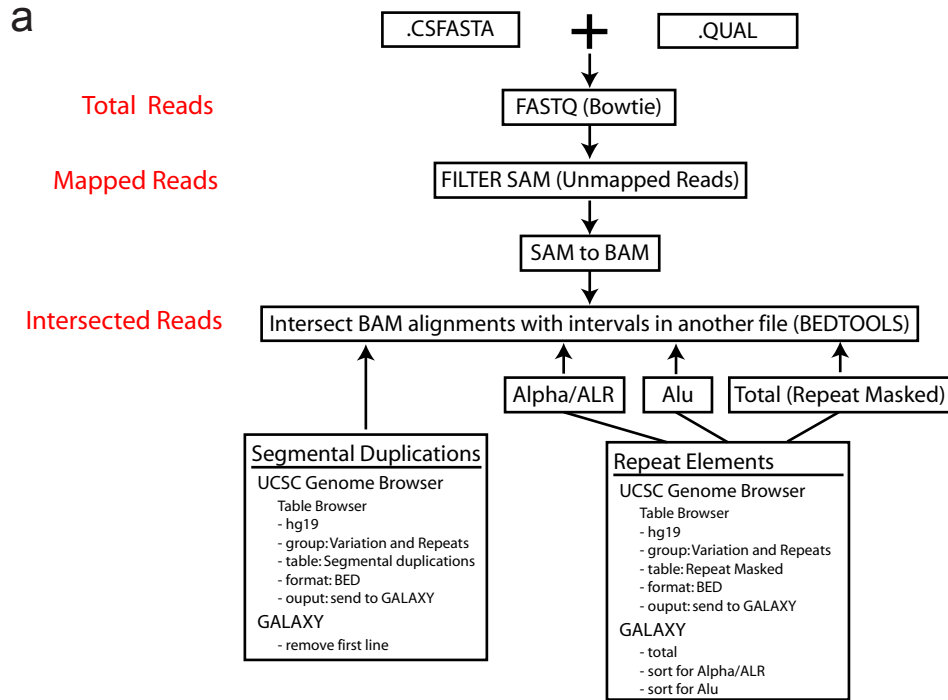 a
.CSFASTA
+
.QUAL
Total Reads
FASTQ (Bowtie)
Mapped Reads
FILTER SAM (Unmapped Reads)
SAM to BAM
Intersected Reads
Intersect BAM alignments with intervals in another file (BEDTOOLS)
Alpha/ALR
Alu
Total (Repeat Masked)
Segmental Duplications
UCSC Genome Browser
Table Browser
- hg19
- group: Variation and Repeats
- table: Segmental duplications
- format: BED
- ouput: send to GALAXY
GALAXY
- remove first line
Repeat Elements
UCSC Genome Browser
Table Browser
- hg19
- group: Variation and Repeats
- table: Repeat Masked
- format: BED
- ouput: send to GALAXY
GALAXY
- total
- sort for Alpha/ALR
- sort for Alu